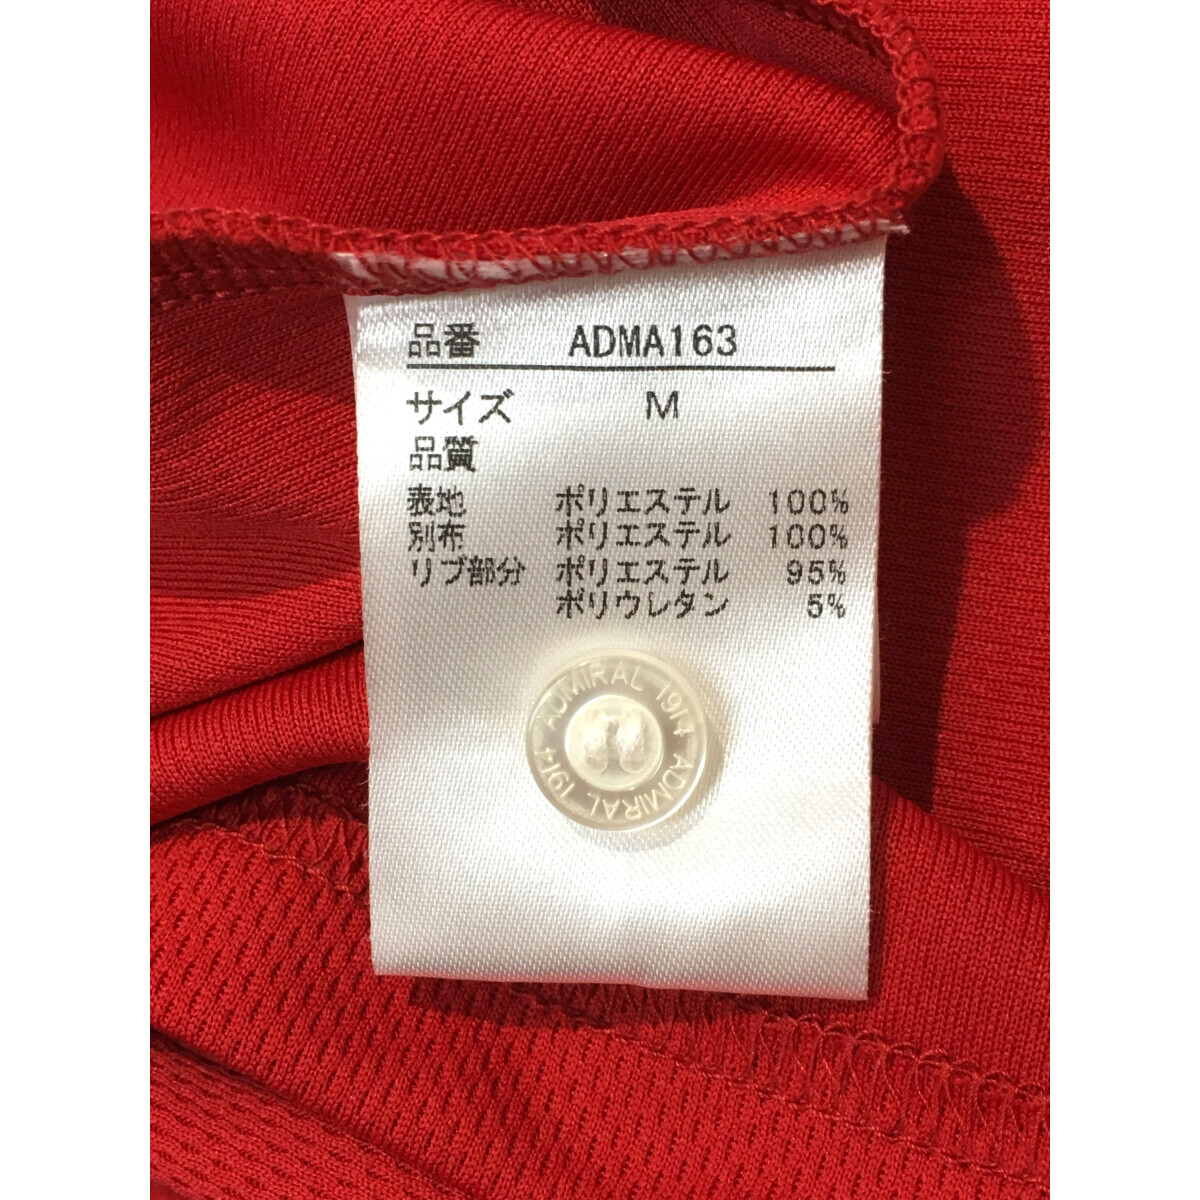 品番 ADMA163
サイズ M
品質
表地 ポリエステル 100%
別布 ポリエステル 100%
リブ部分 ポリエステル 95%
ポリウレタン 5%
ADMIRAL 1914 ADMIRAL 1914